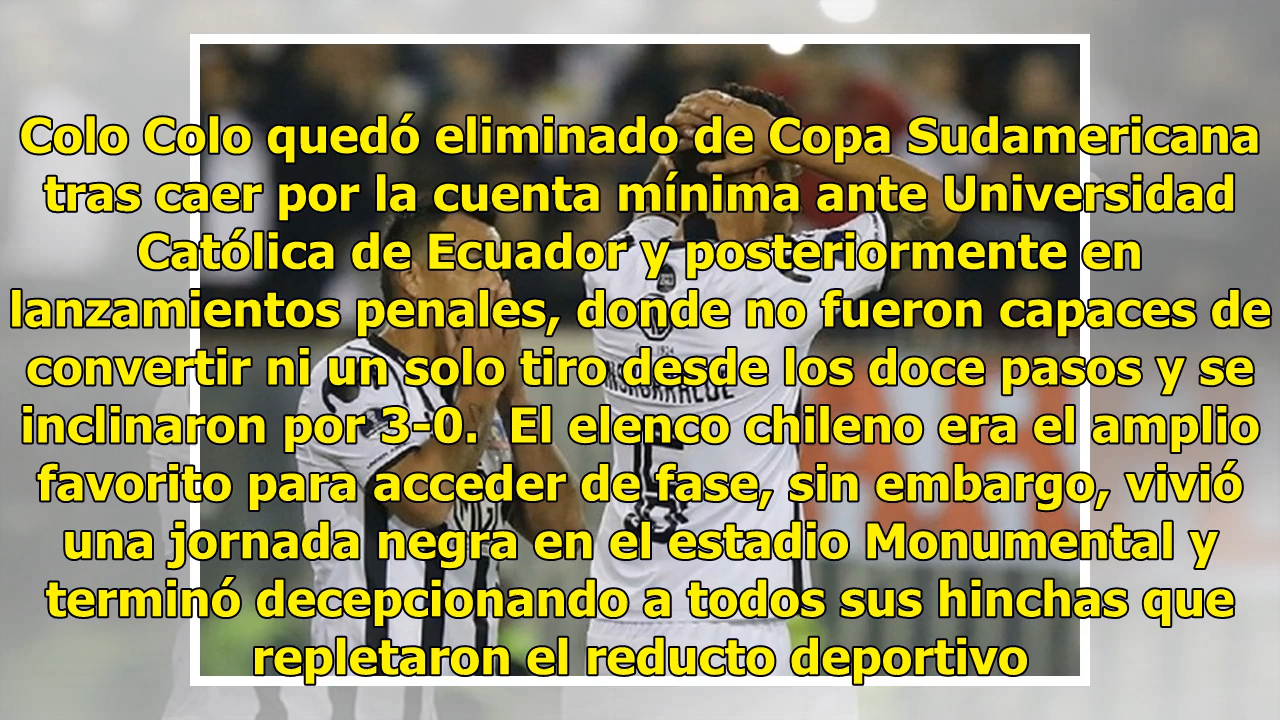 Colo Colo quedó eliminado de Copa Sudamericana
tras caer por la cuenta mínima ante Universidad
Católica de Ecuador y posteriormente en
lanzamientos penales, donde no fueron capaces de
convertir ni un solo tiro desde los doce pasos y se
inclinaron por 3-0.  El elenco chileno era el amplio
favorito para acceder de fase, sin embargo, vivió
una jornada negra en el estadio Monumental y
terminó decepcionando a todos sus hinchas que
repletaron el reducto deportivo